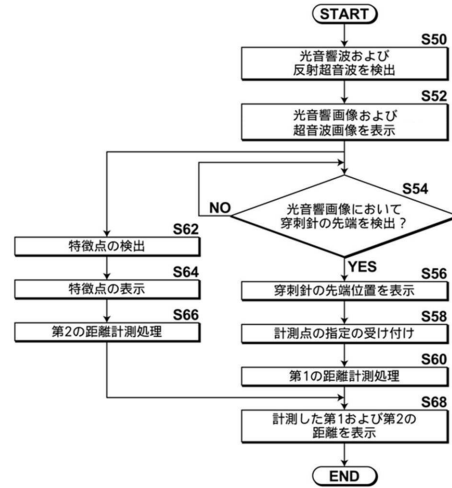 START
S50
光音響波および
反射超音波を検出
S52
光音響画像および
超音波画像を表示
S54
NO
光音響画像において
穿刺針の先端を検出?
YES
S62
特徴点の検出
S64
特徴点の表示
S66
第2の距離計測処理
S56
穿刺針の先端位置を表示
S58
計測点の指定の受け付け
S60
第1の距離計測処理
S68
計測した第1および第2の
距離を表示
END